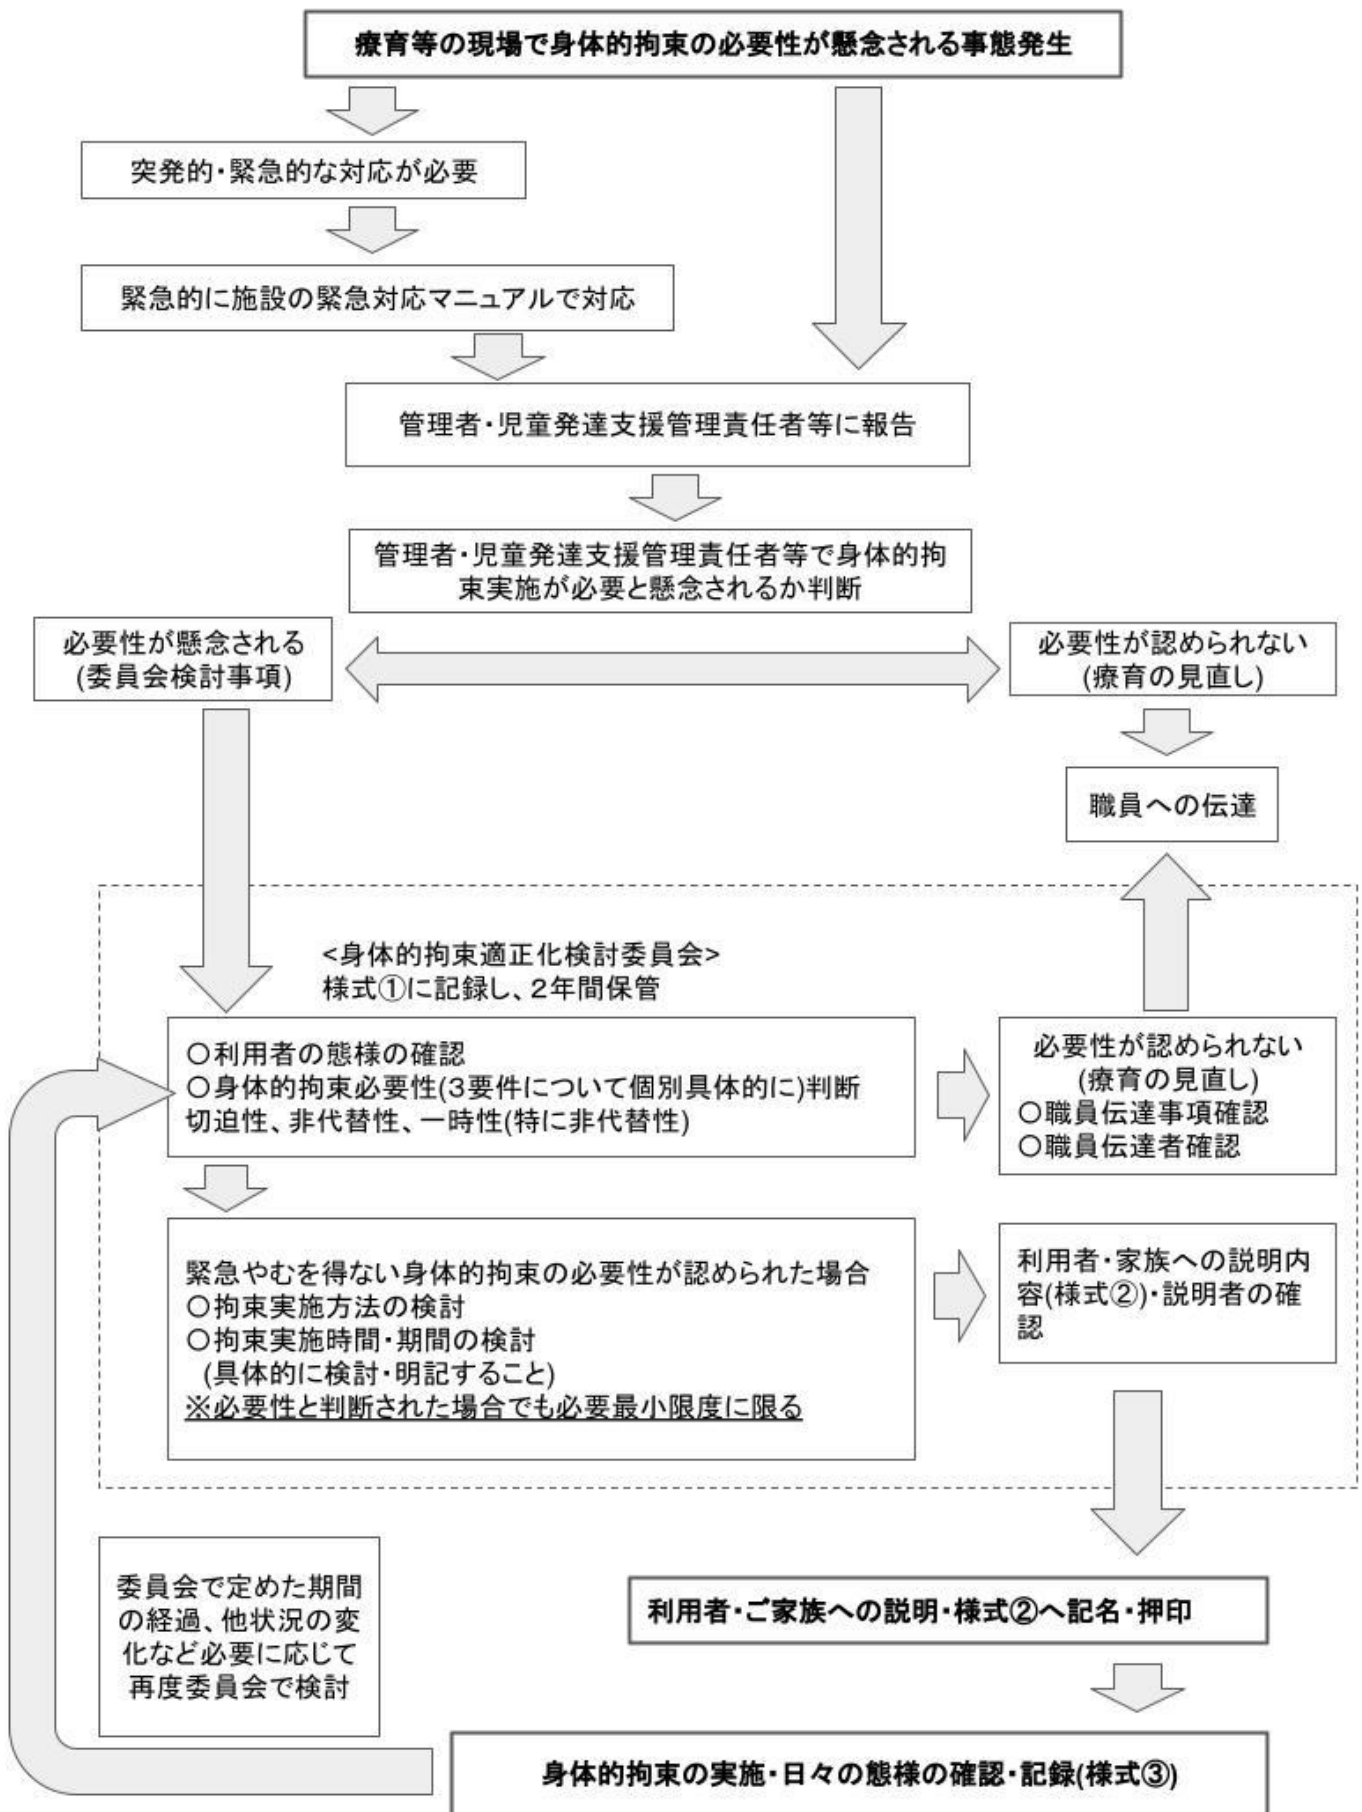 療育等の現場で身体的拘束の必要性が懸念される事態発生
突発的・緊急的な対応が必要
緊急的に施設の緊急対応マニュアルで対応
管理者・児童発達支援管理責任者等に報告
管理者・児童発達支援管理責任者等で身体的拘
束実施が必要と懸念されるか判断
必要性が懸念される
(委員会検討事項)
必要性が認められない
(療育の見直し)
職員への伝達
<身体的拘束適正化検討委員会>
様式①に記録し、2年間保管
〇利用者の態様の確認
〇身体的拘束必要性(3要件について個別具体的に)判断
切迫性、非代替性、一時性(特に非代替性)
必要性が認められない
(療育の見直し)
〇職員伝達事項確認
〇職員伝達者確認
緊急やむを得ない身体的拘束の必要性が認められた場合
〇拘束実施方法の検討
〇拘束実施時間・期間の検討
(具体的に検討・明記すること)
※必要性と判断された場合でも必要最小限度に限る
利用者・家族への説明内
容(様式②)・説明者の確
認
委員会で定めた期間
の経過、他状況の変
化など必要に応じて
再度委員会で検討
利用者・ご家族への説明・様式②へ記名・押印
身体的拘束の実施・日々の態様の確認・記録(様式③)